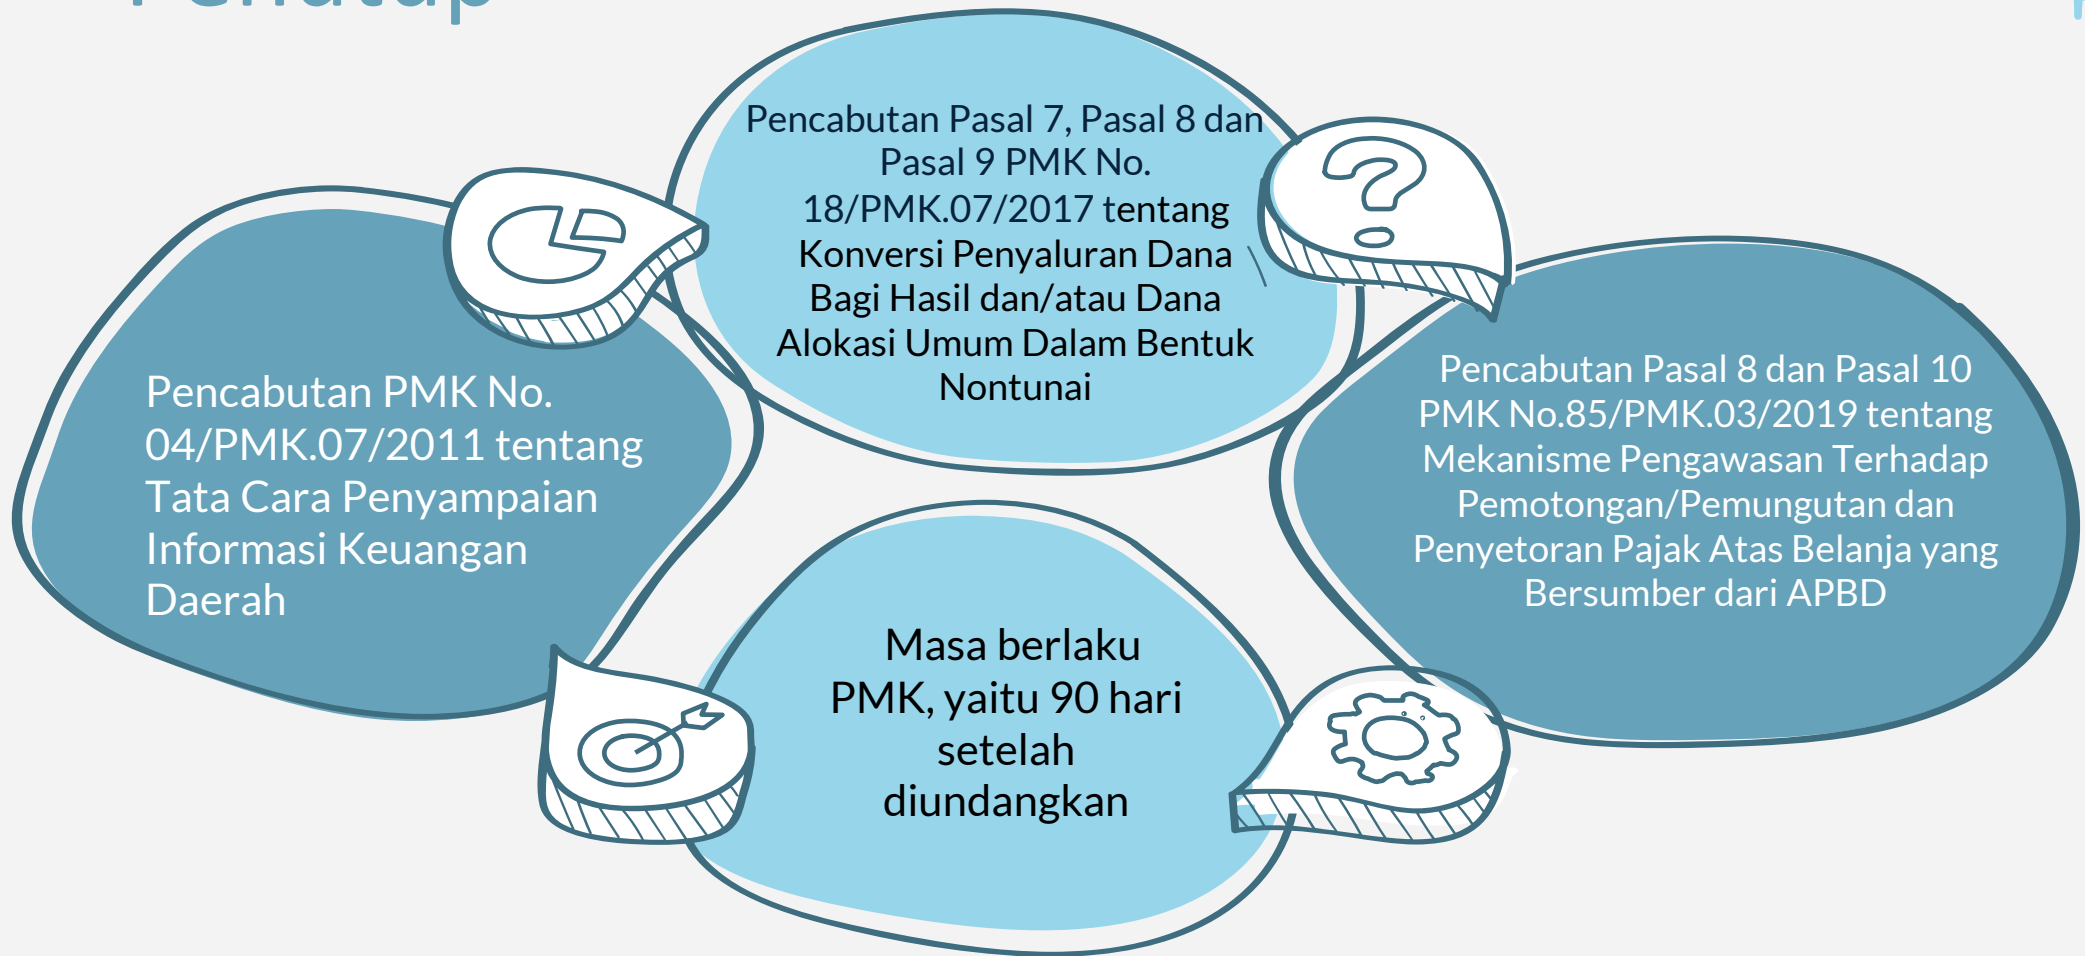 Penutup
Pencabutan Pasal 7, Pasal 8 dan
Pasal 9 PMK No.
18/PMK.07/2017 tentang
Konversi Penyaluran Dana
Bagi Hasil dan/atau Dana
Alokasi Umum Dalam Bentuk
Nontunai
Pencabutan PMK No.
04/PMK.07/2011 tentang
Tata Cara Penyampaian
Informasi Keuangan
Daerah
Pencabutan Pasal 8 dan Pasal 10
PMK No.85/PMK.03/2019 tentang
Mekanisme Pengawasan Terhadap
Pemotongan/Pemungutan dan
Penyetoran Pajak Atas Belanja yang
Bersumber dari APBD
Masa berlaku
PMK, yaitu 90 hari
setelah
diundangkan